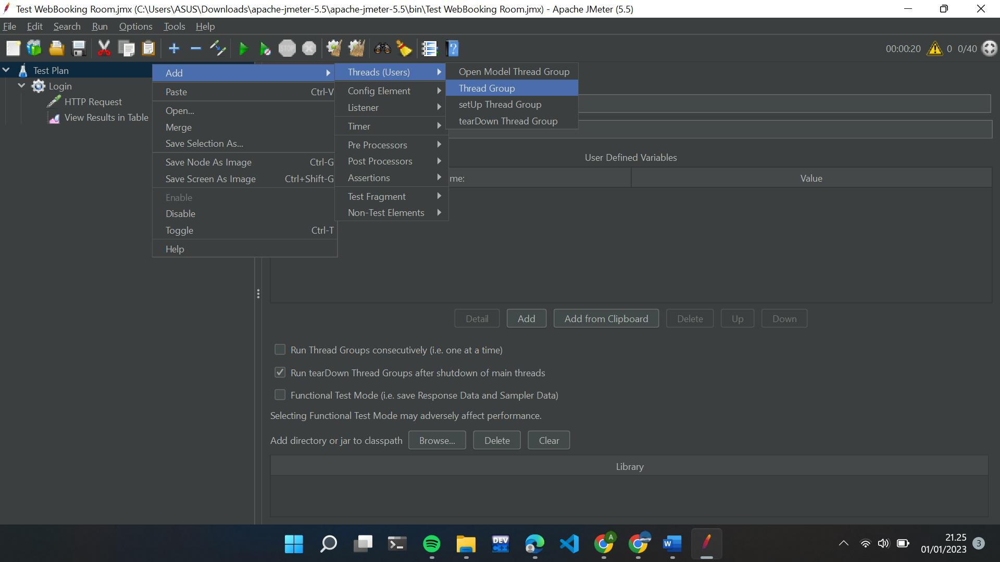 Test WebBooking Room.jmx (C:\Users\ASUS\Downloads\apache-jmeter-5.5\apache-jmeter-5.5\bin\Test WebBooking Room.jmx) - Apache JMeter (5.5)
File Edit Search Run Options Tools Help
STOP
00:00:20 0 0/40
Test Plan
Login
HTTP Request
View Results in Table
Add
Paste Ctrl-V
Open...
Merge
Save Selection As...
Save Node As Image Ctrl-G
Save Screen As Image Ctrl+Shift-G
Enable
Disable
Toggle Ctrl-T
Help
Threads (Users)
Config Element
Listener
Timer
Pre Processors
Post Processors
Assertions
Test Fragment
Non-Test Elements
Open Model Thread Group
Thread Group
setUp Thread Group
tearDown Thread Group
User Defined Variables
me: Value
Detail Add Add from Clipboard Delete Up Down
Run Thread Groups consecutively (i.e. one at a time)
Run tearDown Thread Groups after shutdown of main threads
Functional Test Mode (i.e. save Response Data and Sampler Data)
Selecting Functional Test Mode may adversely affect performance.
Add directory or jar to classpath Browse... Delete Clear
Library
DEV
C++
A
W
21.25
01/01/2023
3